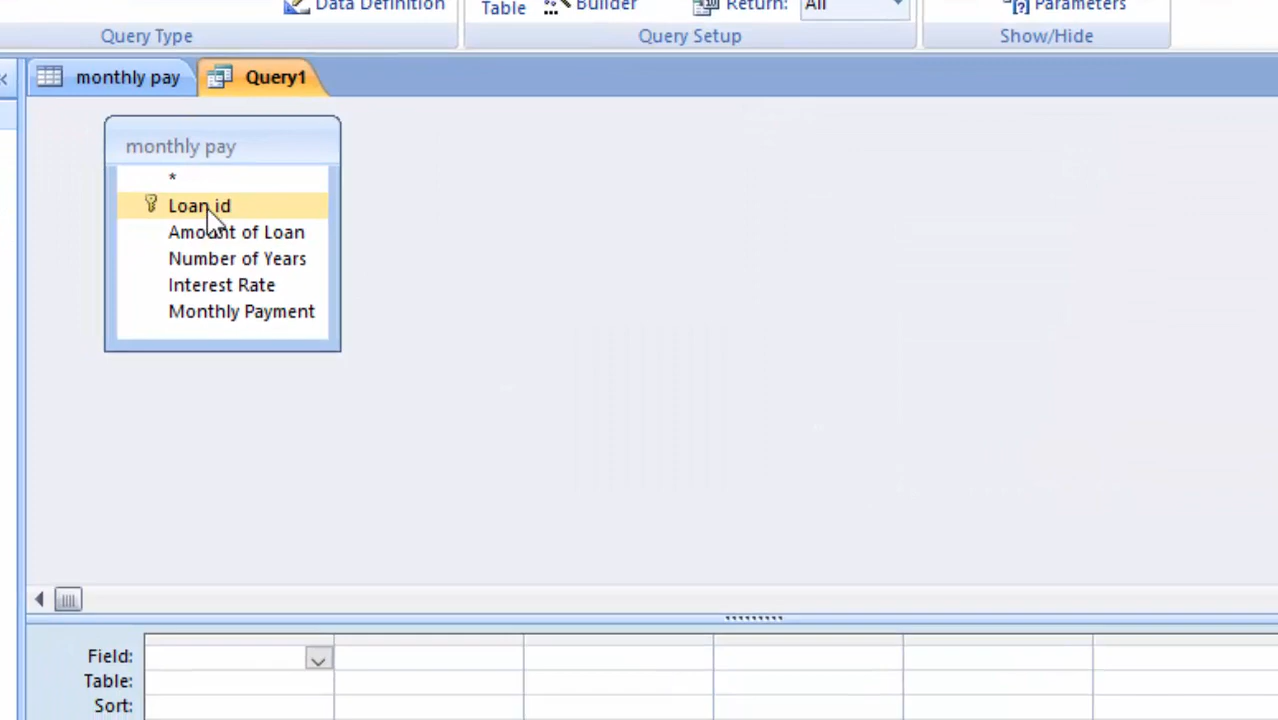 Data Definition
Table
Builder
Return:
All
Parameters
Query Type
Query Setup
Show/Hide
monthly pay
Query1
monthly pay
*
Loan id
Amount of Loan
Number of Years
Interest Rate
Monthly Payment
Field:
Table:
Sort: